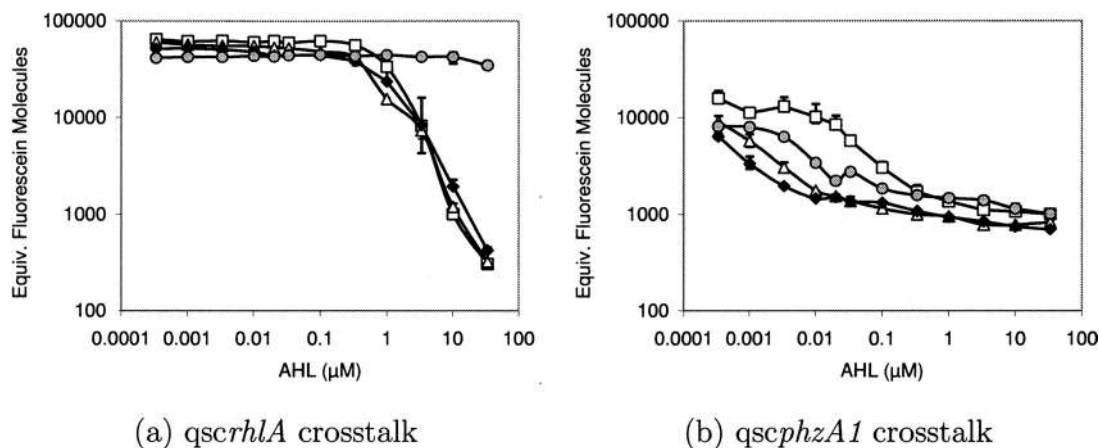 100000
10000
1000
100
Equiv. Fluorescein Molecules
0.0001 0.001 0.01 0.1 1 10 100
AHL (µM)
(a) qscrhlA crosstalk
100000
10000
1000
100
Equiv. Fluorescein Molecules
0.0001 0.001 0.01 0.1 1 10 100
AHL (µM)
(b) qscphzA1 crosstalk